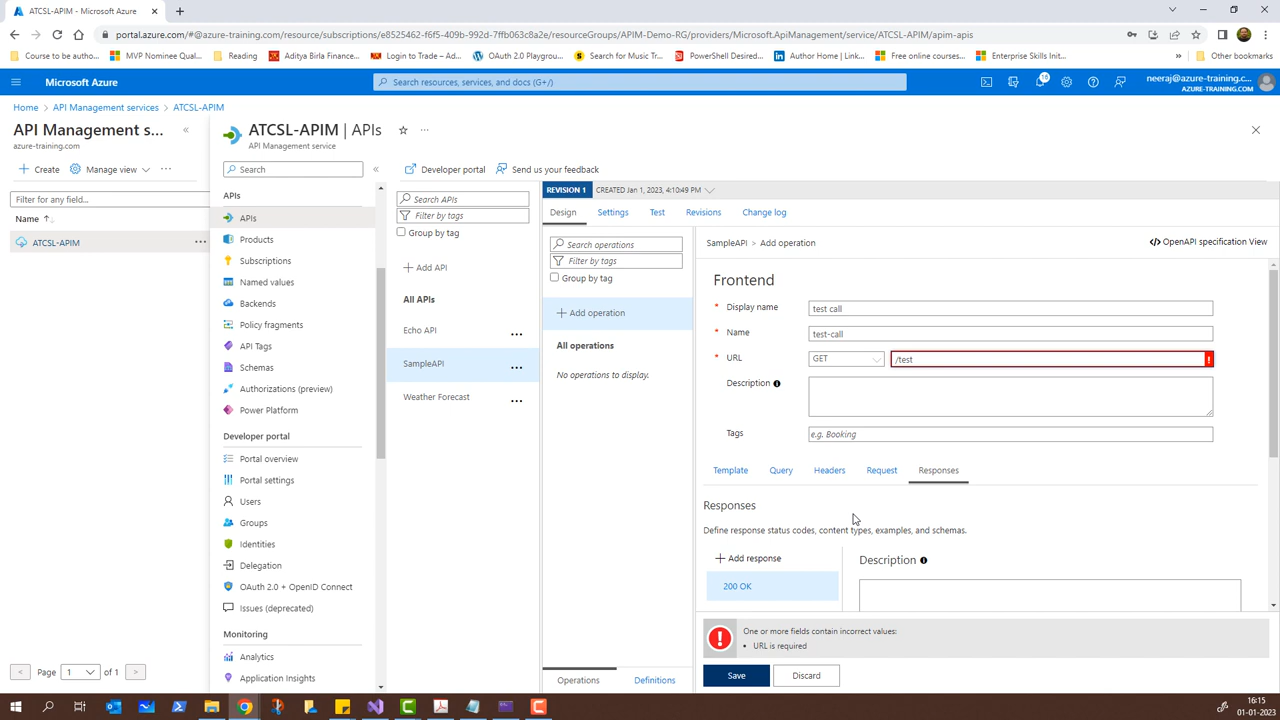 ATCSL-APIM - Microsoft Azure
portal.azure.com/#@azure-training.com/resource/subscriptions/e8525462-f6f5-409b-992d-7ffb063c8a2e/resourceGroups/APIM-Demo-RG/providers/Microsoft.ApiManagement/service/ATCSL-APIM/apim-apis
Course to be author...
MVP Nominee Qual...
Reading
Aditya Birla Finance...
Login to Trade – Ad...
OAuth 2.0 Playgrou...
Search for Music Tr...
PowerShell Desired...
Author Home | Link...
Free online courses...
Enterprise Skills Init...
»
Other bookmarks
Microsoft Azure
Search resources, services, and docs (G+/)
16
neeraj@azure-training.c...
AZURE-TRAINING.COM
Home > API Management services > ATCSL-APIM
API Management s... «
azure-training.com
+ Create
Manage view
...
Filter for any field...
Name ↑
ATCSL-APIM ...
< Page 1 of 1 >
ATCSL-APIM | APIs ☆ ...
API Management service
Search «
APIs
APIs
Products
Subscriptions
Named values
Backends
Policy fragments
API Tags
Schemas
Authorizations (preview)
Power Platform
Developer portal
Portal overview
Portal settings
Users
Groups
Identities
Delegation
OAuth 2.0 + OpenID Connect
Issues (deprecated)
Monitoring
Analytics
Application Insights
Developer portal
Send us your feedback
Search APIs
Filter by tags
Group by tag
+ Add API
All APIs
Echo API ...
SampleAPI ...
Weather Forecast ...
REVISION 1 CREATED Jan 1, 2023, 4:10:49 PM
Design Settings Test Revisions Change log
Search operations
Filter by tags
Group by tag
+ Add operation
All operations
No operations to display.
Operations Definitions
SampleAPI > Add operation
</> OpenAPI specification View
Frontend
* Display name test call
* Name test-call
* URL GET /test !
Description
Tags e.g. Booking
Template Query Headers Request Responses
Responses
Define response status codes, content types, examples, and schemas.
+ Add response
200 OK
Description
One or more fields contain incorrect values:
• URL is required
Save Discard
16:15
01-01-2023